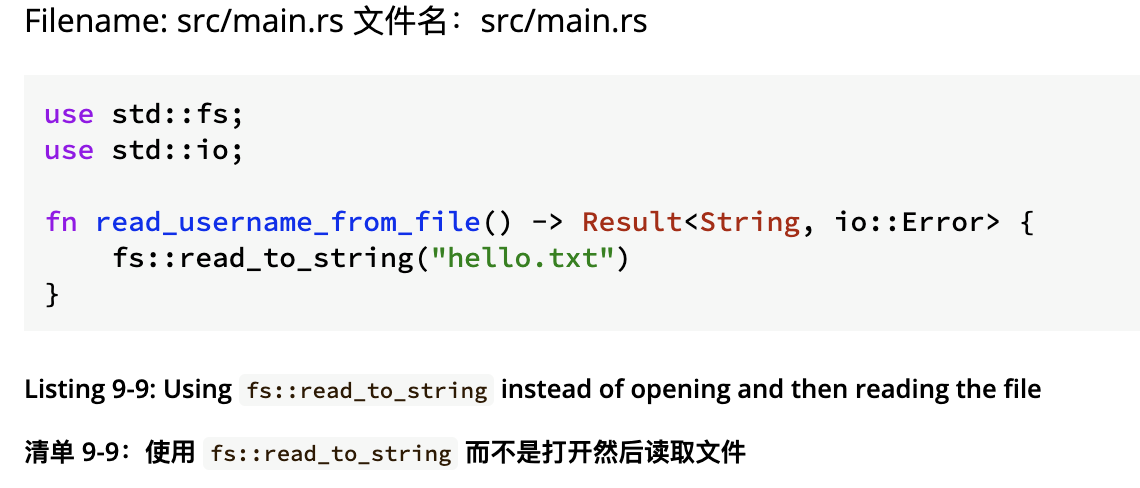 Filename: src/main.rs 文件名：src/main.rs
use std::fs;
use std::io;
fn read_username_from_file() -> Result<String, io::Error> {
    fs::read_to_string("hello.txt")
}
Listing 9-9: Using fs::read_to_string instead of opening and then reading the file
清单 9-9：使用 fs::read_to_string 而不是打开然后读取文件